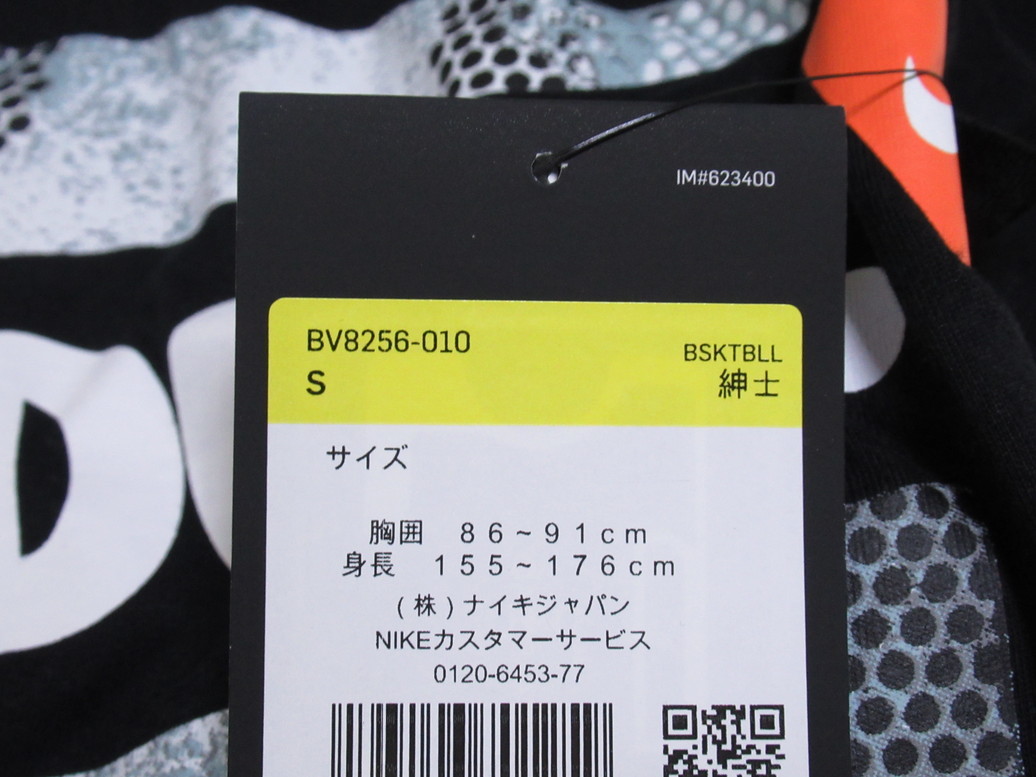 IM#623400
BV8256-010
BSKTBLL
S
紳士
サイズ
胸囲　８６~９１ｃｍ
身長　１５５~１７６ｃｍ
(株)ナイキジャパン
NIKEカスタマーサービス
0120-6453-77